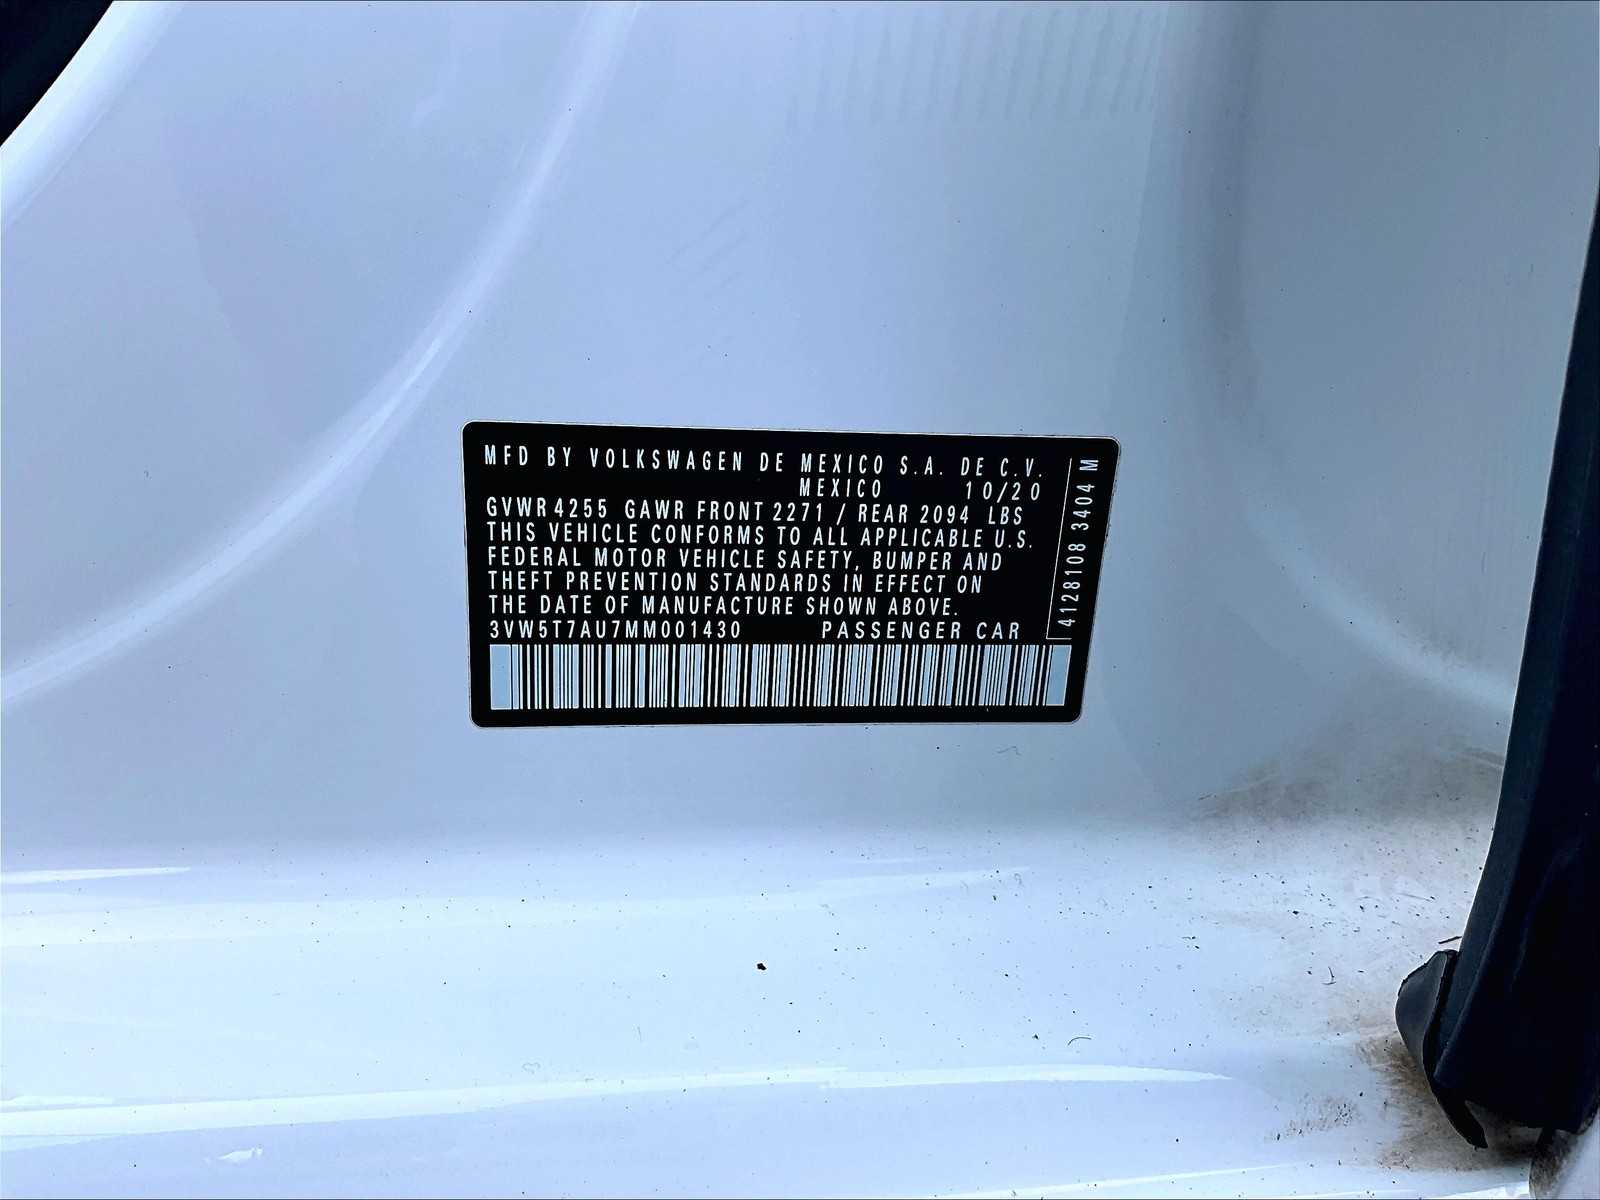 MFD BY VOLKSWAGEN DE MEXICO S.A. DE C.V.
MEXICO 10/20
GVWR 4255 GAWR FRONT 2271 / REAR 2094 LBS
THIS VEHICLE CONFORMS TO ALL APPLICABLE U.S.
FEDERAL MOTOR VEHICLE SAFETY, BUMPER AND
THEFT PREVENTION STANDARDS IN EFFECT ON
THE DATE OF MANUFACTURE SHOWN ABOVE.
3VW5T7AU7MM001430 PASSENGER CAR
4128108 3404 M